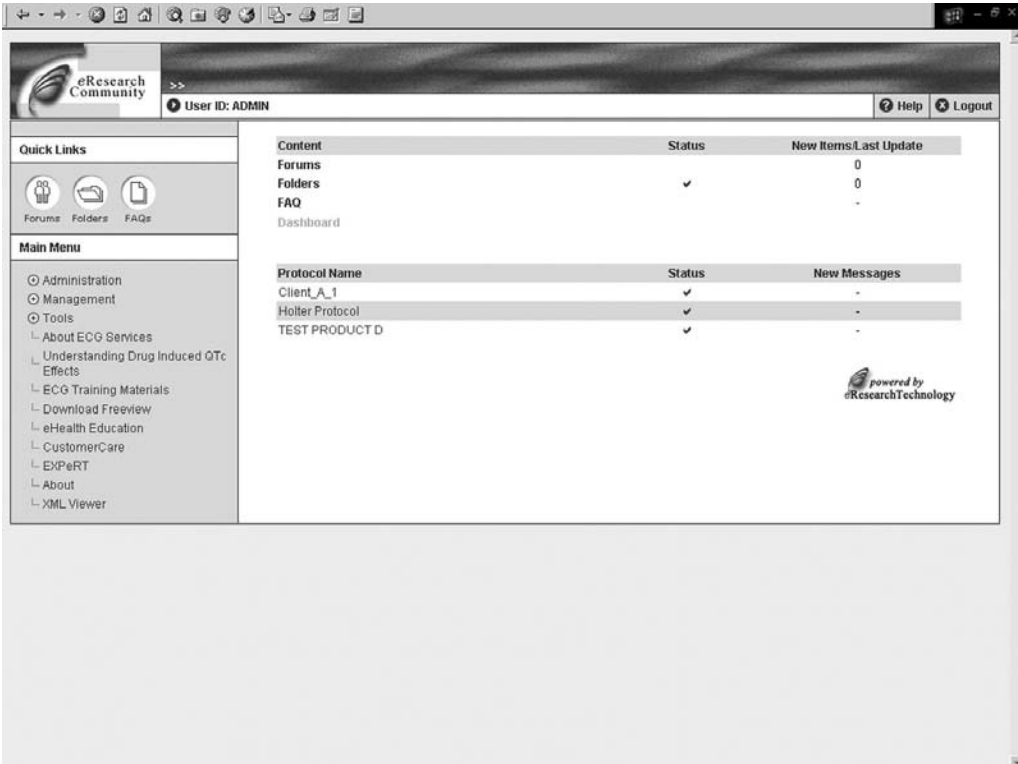 eResearch
Community
>>
User ID: ADMIN
Help
Logout
Quick Links
Forums Folders FAQs
Main Menu
Administration
Management
Tools
About ECG Services
Understanding Drug Induced QTc
Effects
ECG Training Materials
Download Freeview
eHealth Education
CustomerCare
EXPeRT
About
XML Viewer
Content Status New Items/Last Update
Forums 0
Folders ✔ 0
FAQ -
Dashboard
Protocol Name Status New Messages
Client_A_1 ✔ -
Holter Protocol ✔ -
TEST PRODUCT D ✔ -
powered by
eResearchTechnology